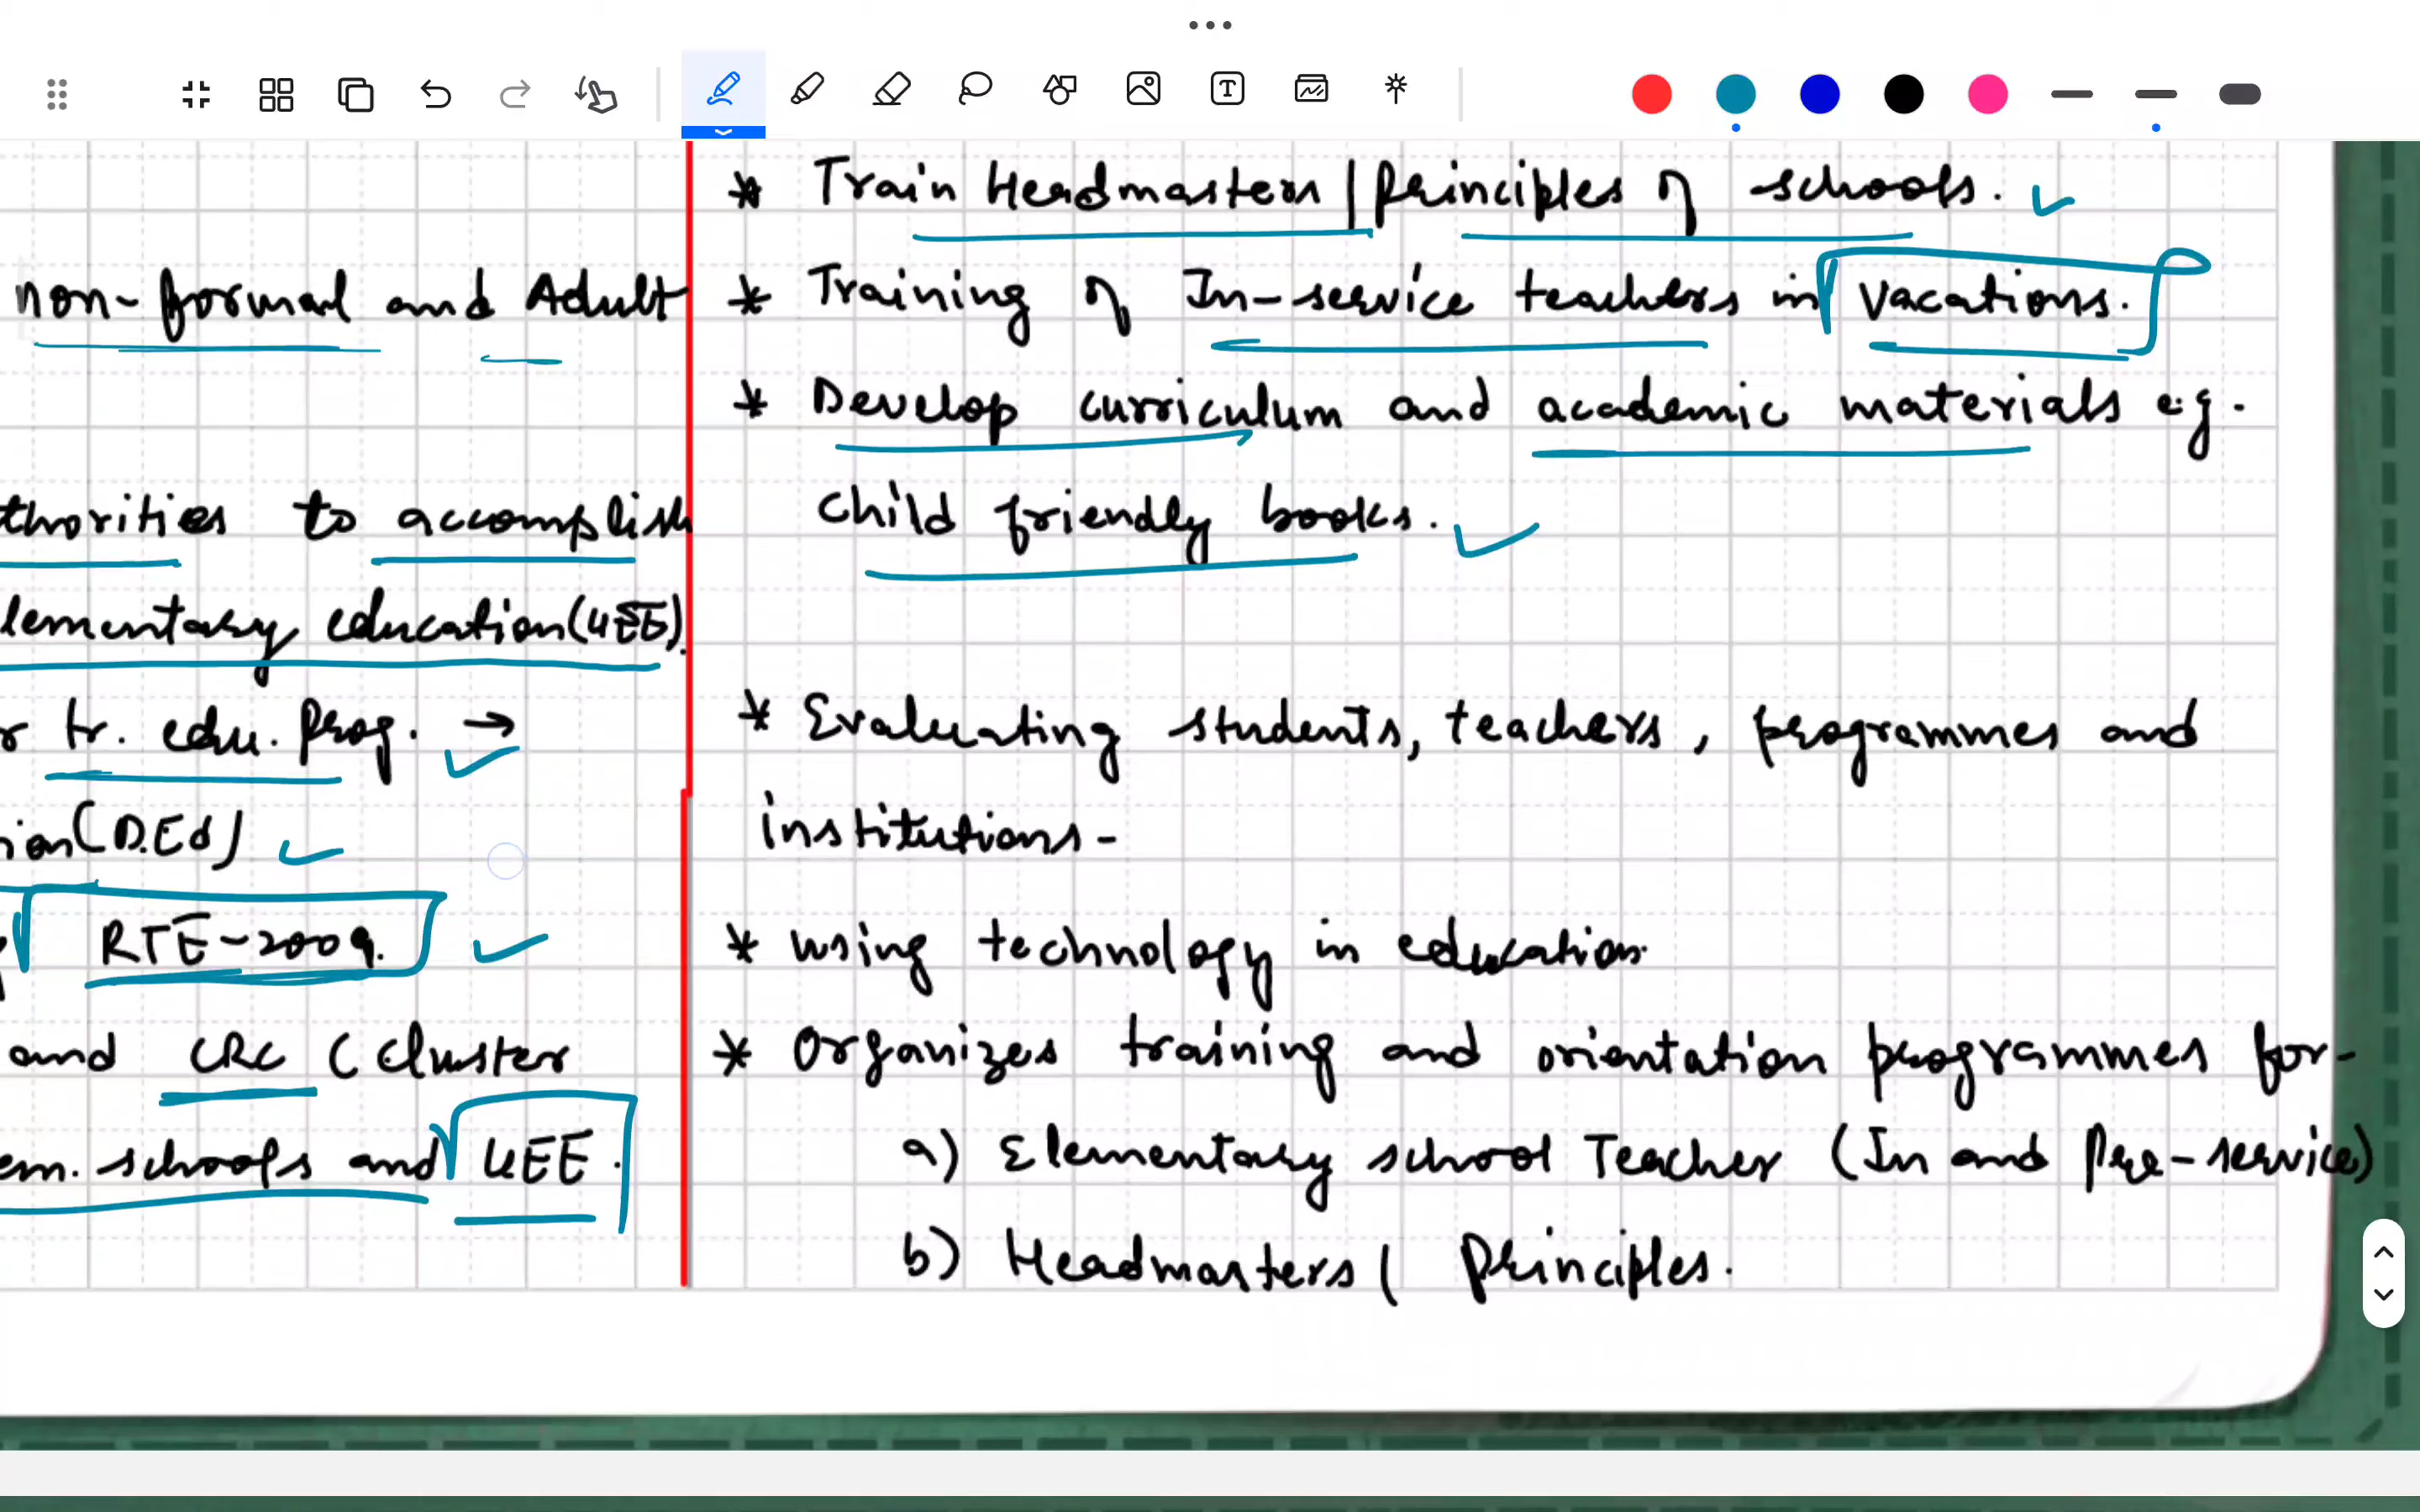 non-formal and Adult
thorities to accomplish
lementary education(UEE).
r tr. edu. Prog. →
ion(D.Ed)
RTE-2009.
and CRC (Cluster
em. schools and UEE.
* Train Headmasters | Principles of schools.
* Training of In-service teachers in vacations.
* Develop curriculum and academic materials e.g.
child friendly books.
* Evaluating students, teachers, programmes and
institutions-
* using technology in education
* Organizes training and orientation programmes for-
a) Elementary school Teacher (In and Pre-service)
b) Headmasters | Principles.